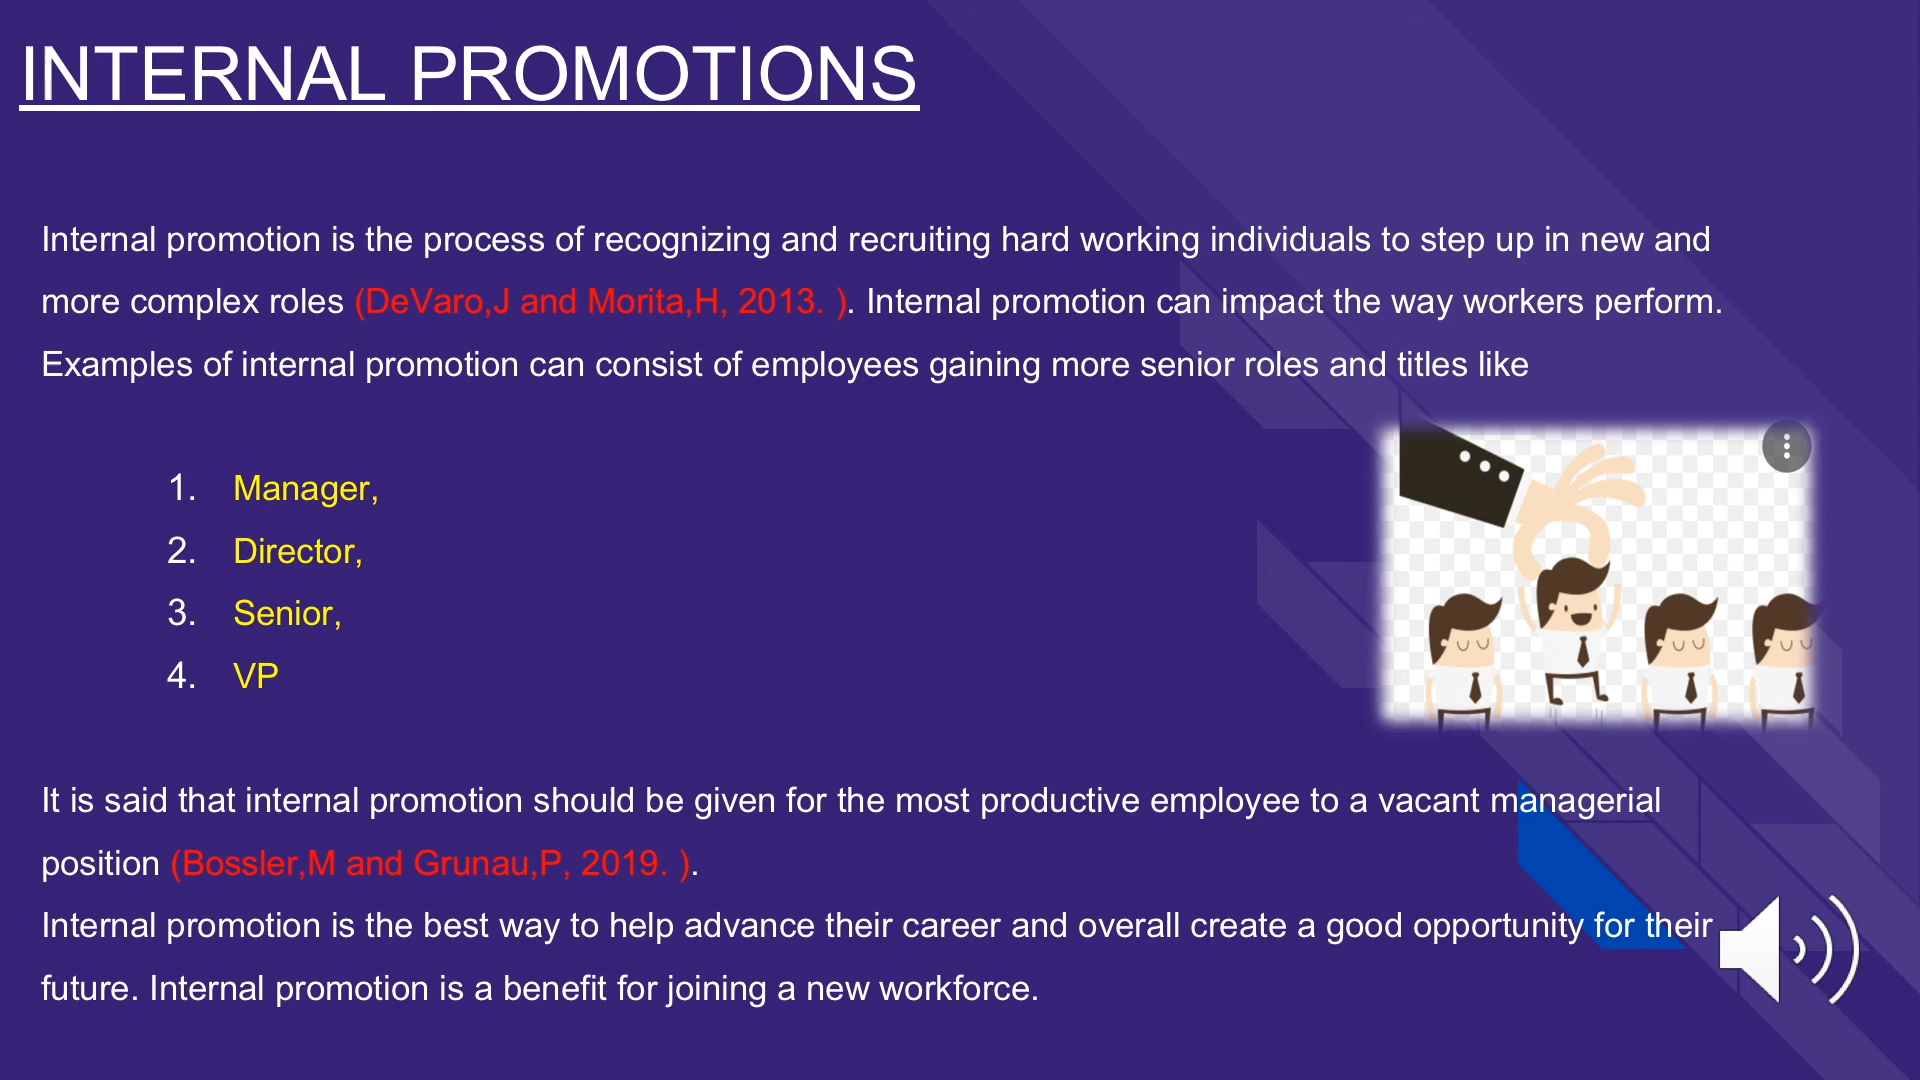 INTERNAL PROMOTIONS
Internal promotion is the process of recognizing and recruiting hard working individuals to step up in new and
more complex roles (DeVaro,J and Morita,H, 2013. ). Internal promotion can impact the way workers perform.
Examples of internal promotion can consist of employees gaining more senior roles and titles like
1. Manager,
2. Director,
3. Senior,
4. VP
It is said that internal promotion should be given for the most productive employee to a vacant managerial
position (Bossler,M and Grunau,P, 2019. ).
Internal promotion is the best way to help advance their career and overall create a good opportunity for their
future. Internal promotion is a benefit for joining a new workforce.